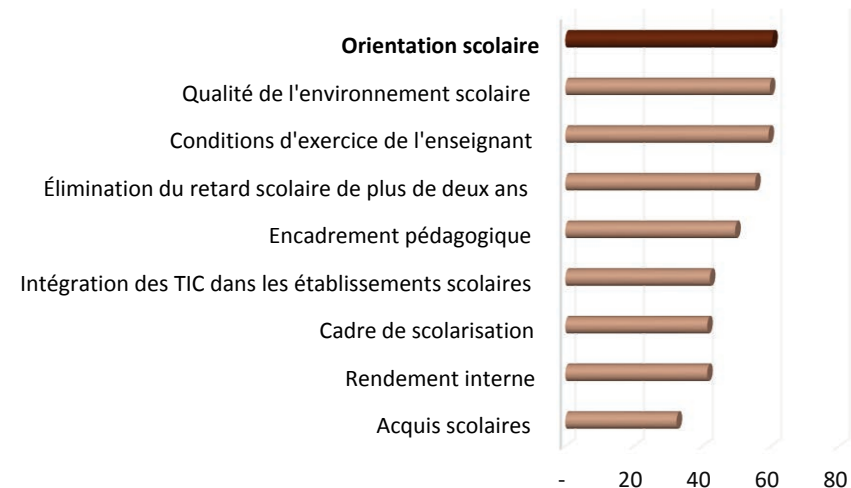 Orientation scolaire
Qualité de l'environnement scolaire
Conditions d'exercice de l'enseignant
Élimination du retard scolaire de plus de deux ans
Encadrement pédagogique
Intégration des TIC dans les établissements scolaires
Cadre de scolarisation
Rendement interne
Acquis scolaires
- 20 40 60 80